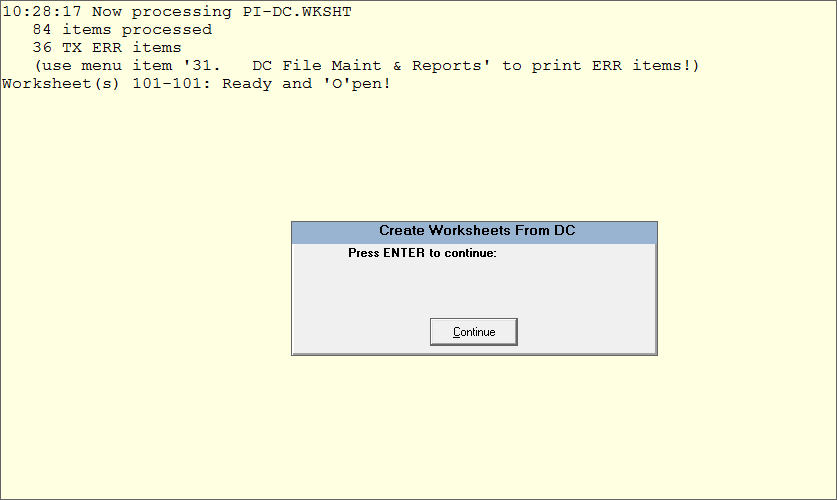 10:28:17 Now processing PI-DC.WKSHT
84 items processed
36 TX ERR items
(use menu item '31.   DC File Maint & Reports' to print ERR items!)
Worksheet(s) 101-101: Ready and 'O'pen!
Create Worksheets From DC
Press ENTER to continue:
Continue